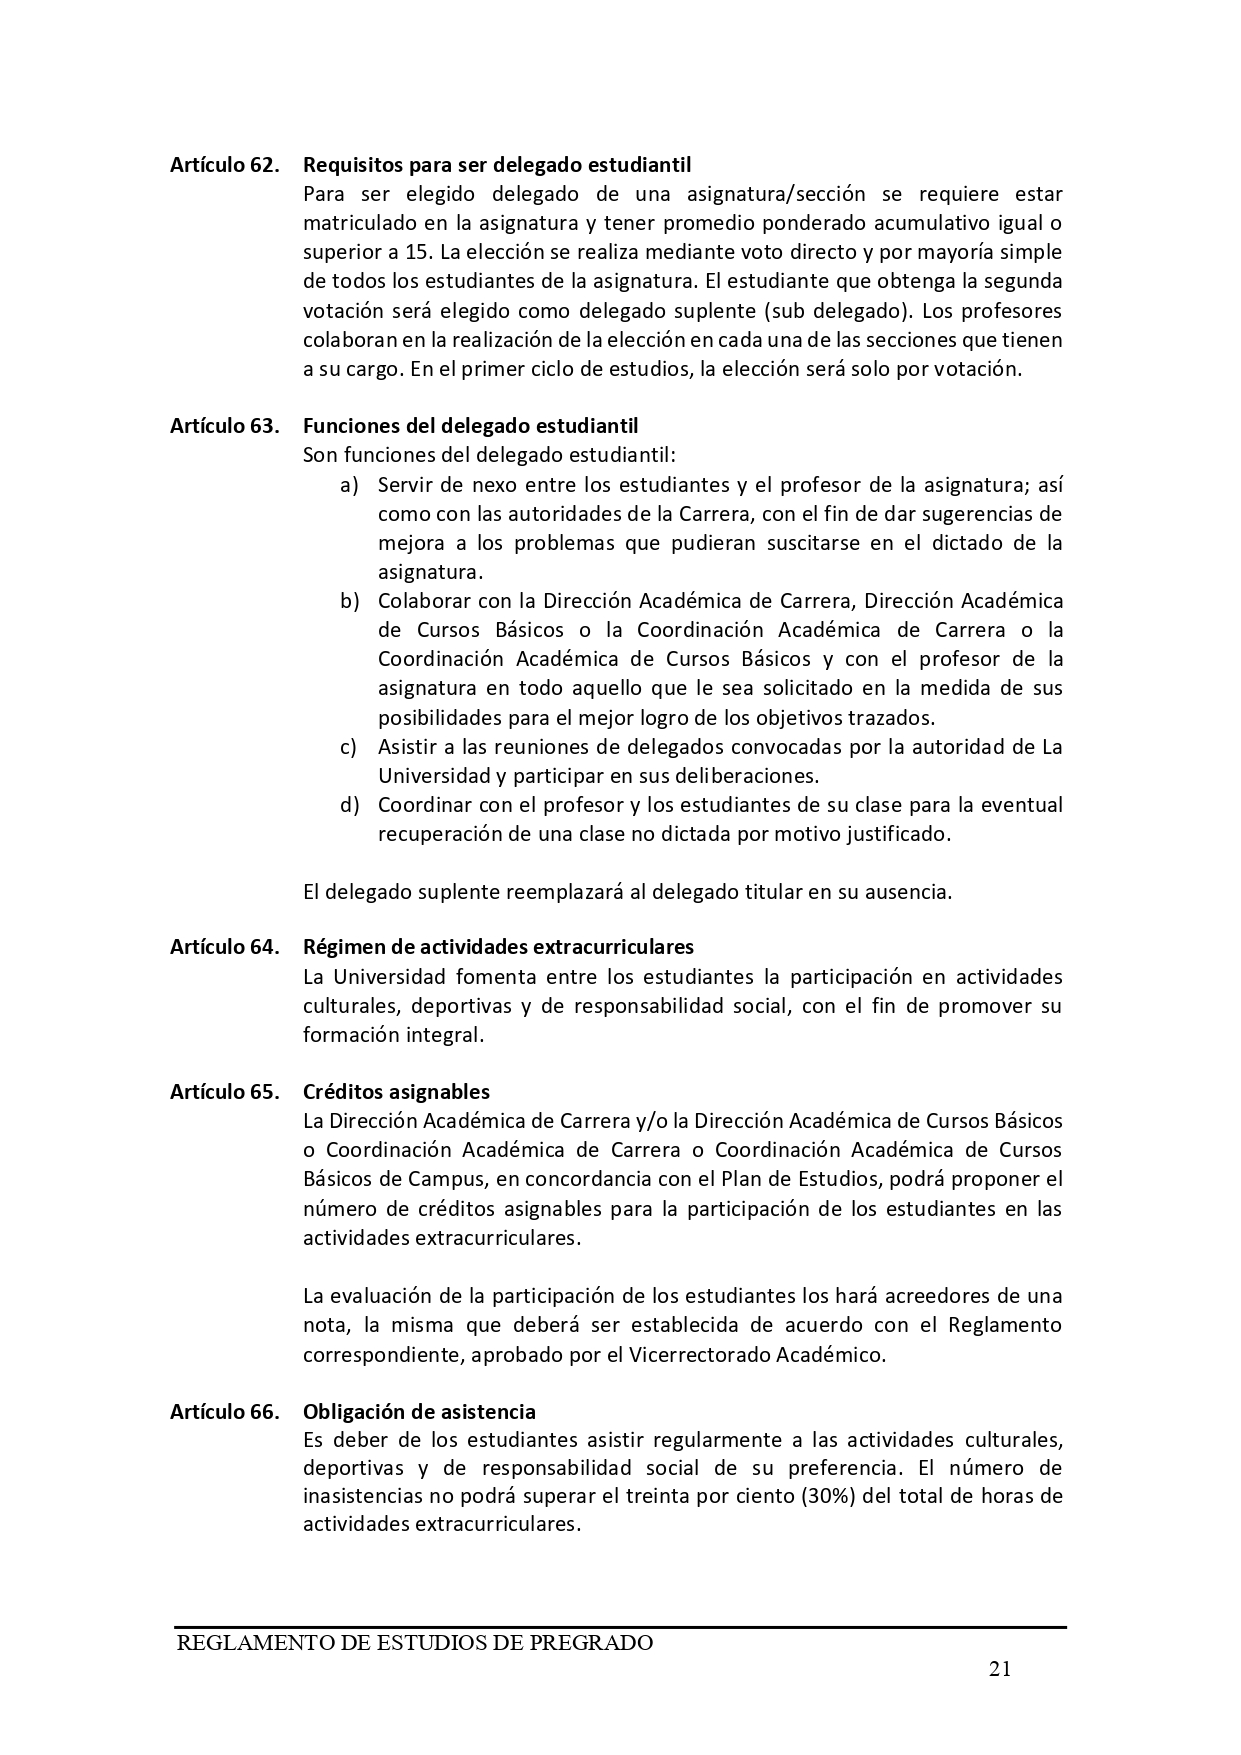 Artículo 62. Requisitos para ser delegado estudiantil
Para ser elegido delegado de una asignatura/sección se requiere estar
matriculado en la asignatura y tener promedio ponderado acumulativo igual o
superior a 15. La elección se realiza mediante voto directo y por mayoría simple
de todos los estudiantes de la asignatura. El estudiante que obtenga la segunda
votación será elegido como delegado suplente (sub delegado). Los profesores
colaboran en la realización de la elección en cada una de las secciones que tienen
a su cargo. En el primer ciclo de estudios, la elección será solo por votación.
Artículo 63. Funciones del delegado estudiantil
Son funciones del delegado estudiantil:
a) Servir de nexo entre los estudiantes y el profesor de la asignatura; así
como con las autoridades de la Carrera, con el fin de dar sugerencias de
mejora a los problemas que pudieran suscitarse en el dictado de la
asignatura.
b) Colaborar con la Dirección Académica de Carrera, Dirección Académica
de Cursos Básicos o la Coordinación Académica de Carrera o la
Coordinación Académica de Cursos Básicos y con el profesor de la
asignatura en todo aquello que le sea solicitado en la medida de sus
posibilidades para el mejor logro de los objetivos trazados.
c) Asistir a las reuniones de delegados convocadas por la autoridad de La
Universidad y participar en sus deliberaciones.
d) Coordinar con el profesor y los estudiantes de su clase para la eventual
recuperación de una clase no dictada por motivo justificado.
El delegado suplente reemplazará al delegado titular en su ausencia.
Artículo 64. Régimen de actividades extracurriculares
La Universidad fomenta entre los estudiantes la participación en actividades
culturales, deportivas y de responsabilidad social, con el fin de promover su
formación integral.
Artículo 65. Créditos asignables
La Dirección Académica de Carrera y/o la Dirección Académica de Cursos Básicos
o Coordinación Académica de Carrera o Coordinación Académica de Cursos
Básicos de Campus, en concordancia con el Plan de Estudios, podrá proponer el
número de créditos asignables para la participación de los estudiantes en las
actividades extracurriculares.
La evaluación de la participación de los estudiantes los hará acreedores de una
nota, la misma que deberá ser establecida de acuerdo con el Reglamento
correspondiente, aprobado por el Vicerrectorado Académico.
Artículo 66. Obligación de asistencia
Es deber de los estudiantes asistir regularmente a las actividades culturales,
deportivas y de responsabilidad social de su preferencia. El número de
inasistencias no podrá superar el treinta por ciento (30%) del total de horas de
actividades extracurriculares.
REGLAMENTO DE ESTUDIOS DE PREGRADO
21